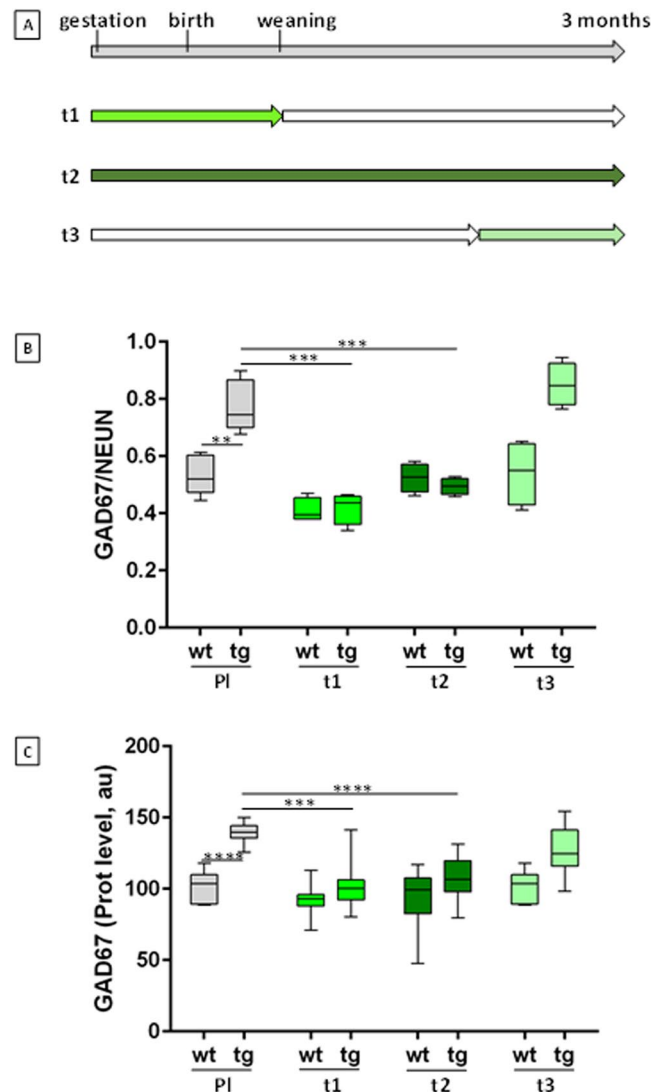 A
gestation birth weaning 3 months
t1
t2
t3
B
1.0
0.8
0.6
0.4
0.2
0.0
GAD67/NEUN
***
***
**
wt tg wt tg wt tg wt tg
Pl t1 t2 t3
C
200
150
100
50
0
GAD67 (Prot level, au)
****
***
****
wt tg wt tg wt tg wt tg
Pl t1 t2 t3